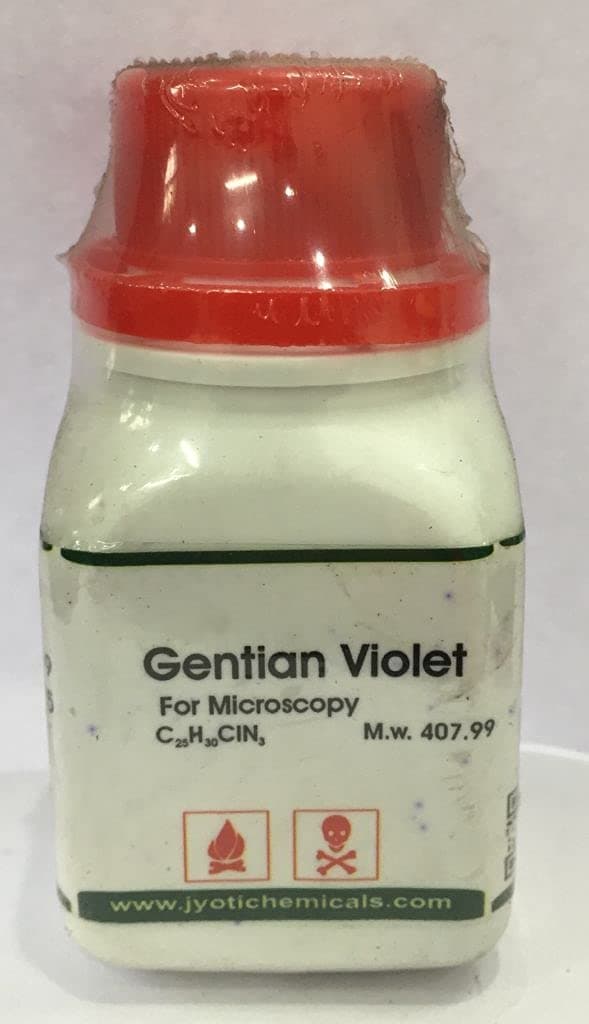 Gentian Violet
For Microscopy
C₂₅H₃₀ClN₃ M.w. 407.99
www.jyotichemicals.com